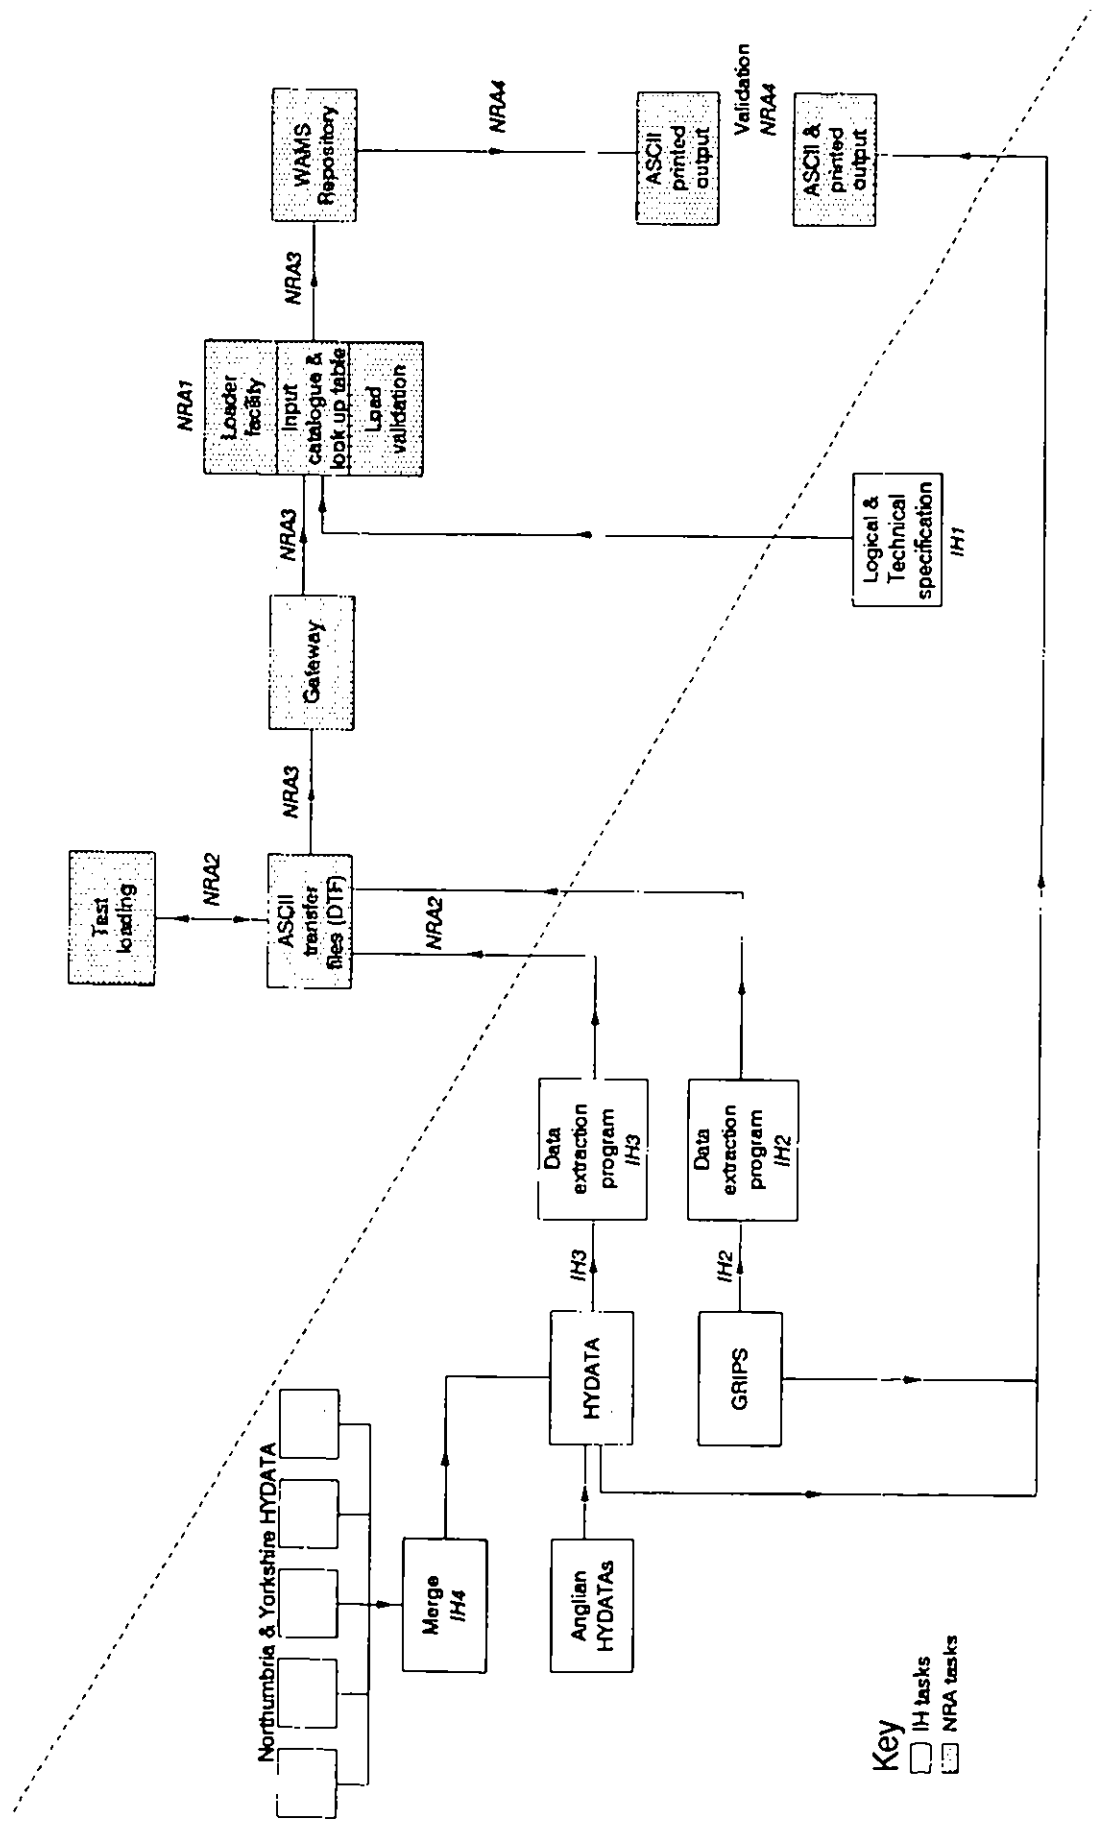 Northumbria & Yorkshire HYDATA
Merge
IH4
Anglian
HYDATAs
HYDATA
GRIPS
IH3
IH2
Data
extraction
program
IH3
Data
extraction
program
IH2
Test
loading
NRA2
ASCII
transfer
files (DTF)
NRA2
NRA3
Gateway
NRA3
NRA1
Loader
facility
Input
catalogue &
look up table
Load
validation
Logical &
Technical
specification
IH1
NRA3
WAMS
Repository
NRA4
ASCII
printed
output
Validation
NRA4
ASCII &
printed
output
Key
IH tasks
NRA tasks